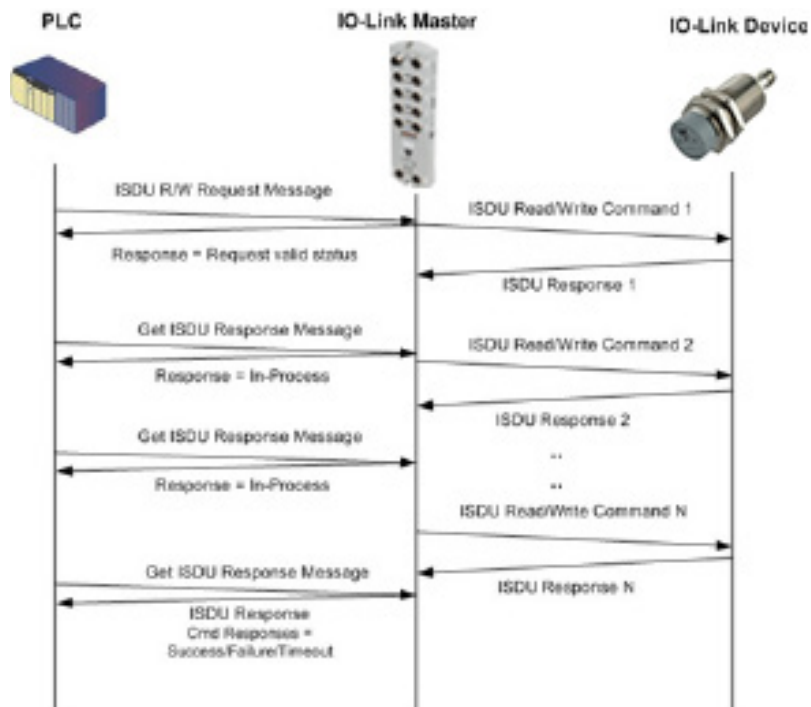 PLC
IO-Link Master
IO-Link Device
ISDU R/W Request Message
ISDU Read/Write Command 1
Response = Request valid status
ISDU Response 1
Get ISDU Response Message
ISDU Read/Write Command 2
Response = In-Process
ISDU Response 2
Get ISDU Response Message
..
Response = In-Process
..
ISDU Read/Write Command N
Get ISDU Response Message
ISDU Response N
ISDU Response
Cmd Responses =
Success/Failure/Timeout